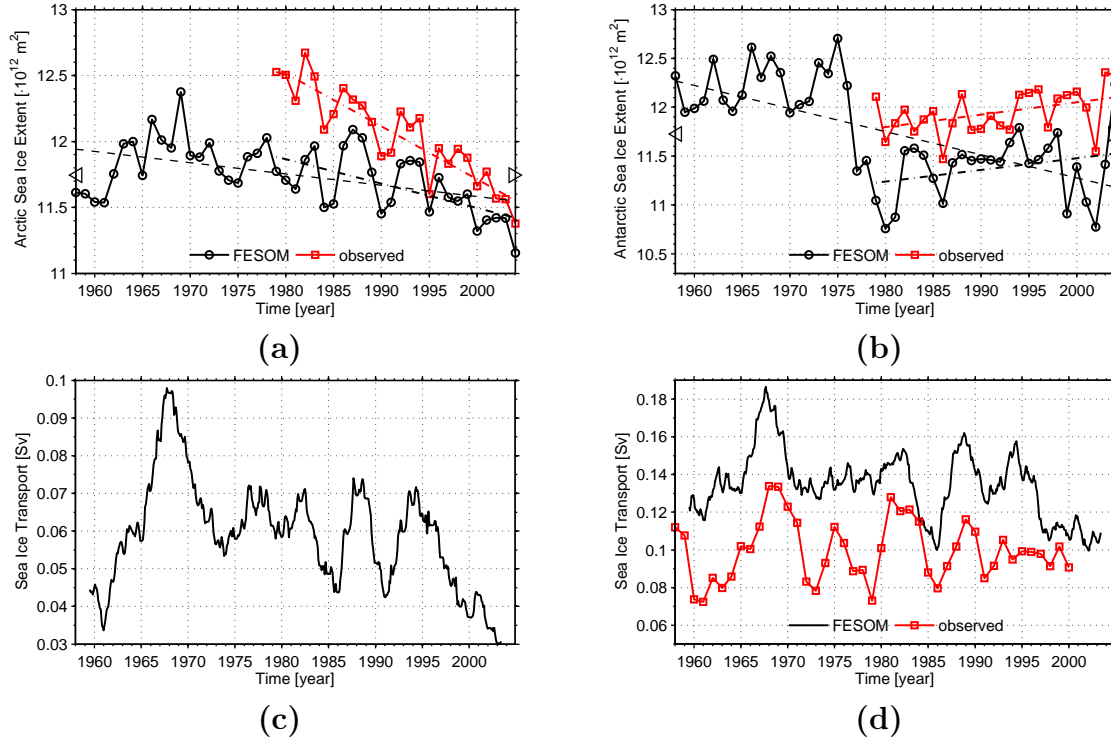 13
12.5
12
11.5
11
Arctic Sea Ice Extent [·10¹² m²]
FESOM observed
1960 1965 1970 1975 1980 1985 1990 1995 2000
Time [year]
(a)
13
12.5
12
11.5
11
10.5
Antarctic Sea Ice Extent [·10¹² m²]
FESOM observed
1960 1965 1970 1975 1980 1985 1990 1995 2000
Time [year]
(b)
0.1
0.09
0.08
0.07
0.06
0.05
0.04
0.03
Sea Ice Transport [Sv]
1960 1965 1970 1975 1980 1985 1990 1995 2000
Time [year]
(c)
0.18
0.16
0.14
0.12
0.1
0.08
0.06
Sea Ice Transport [Sv]
FESOM observed
1960 1965 1970 1975 1980 1985 1990 1995 2000
Time [year]
(d)